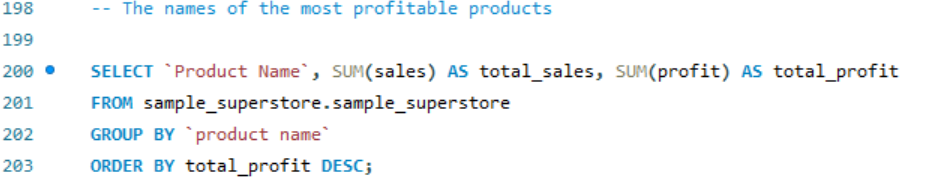 198 -- The names of the most profitable products
199
200 SELECT `Product Name`, SUM(sales) AS total_sales, SUM(profit) AS total_profit
201 FROM sample_superstore.sample_superstore
202 GROUP BY `product name`
203 ORDER BY total_profit DESC;